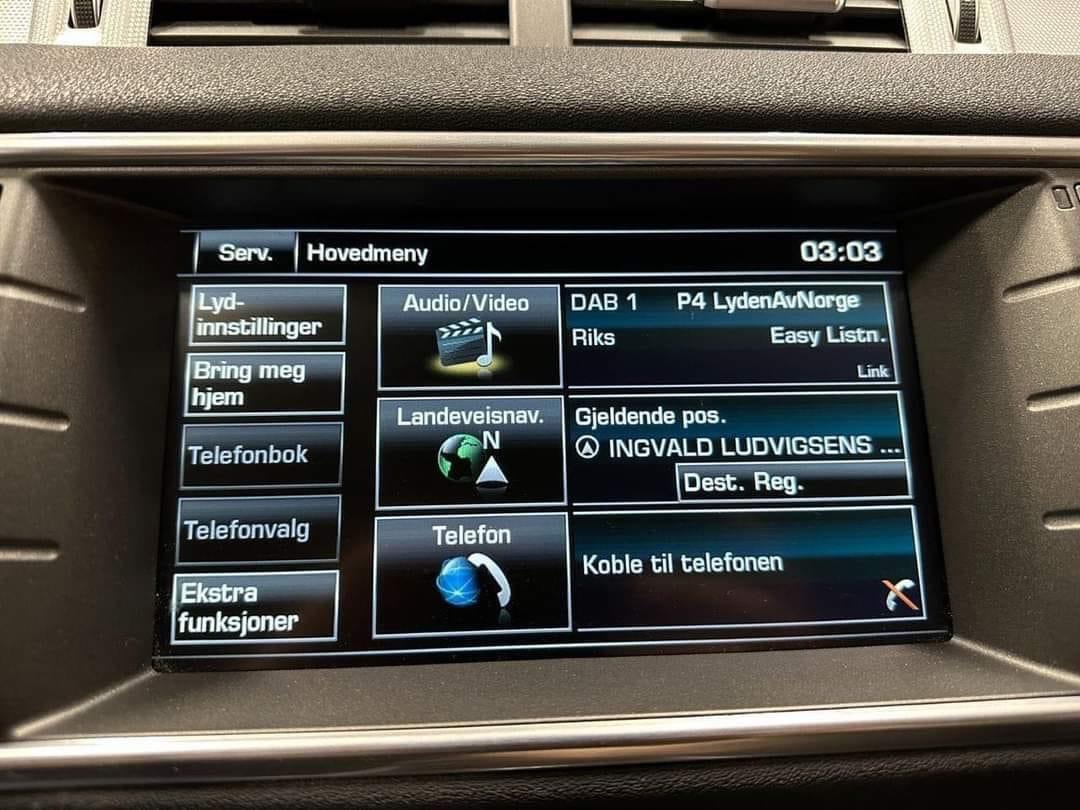 Serv.
Hovedmeny
03:03
Lyd-
innstillinger
Bring meg
hjem
Telefonbok
Telefonvalg
Ekstra
funksjoner
Audio/Video
DAB 1 P4 LydenAvNorge
Riks Easy Listn.
Link
Landeveisnav.
N
Gjeldende pos.
INGVALD LUDVIGSENS ...
Dest. Reg.
Telefon
Koble til telefonen